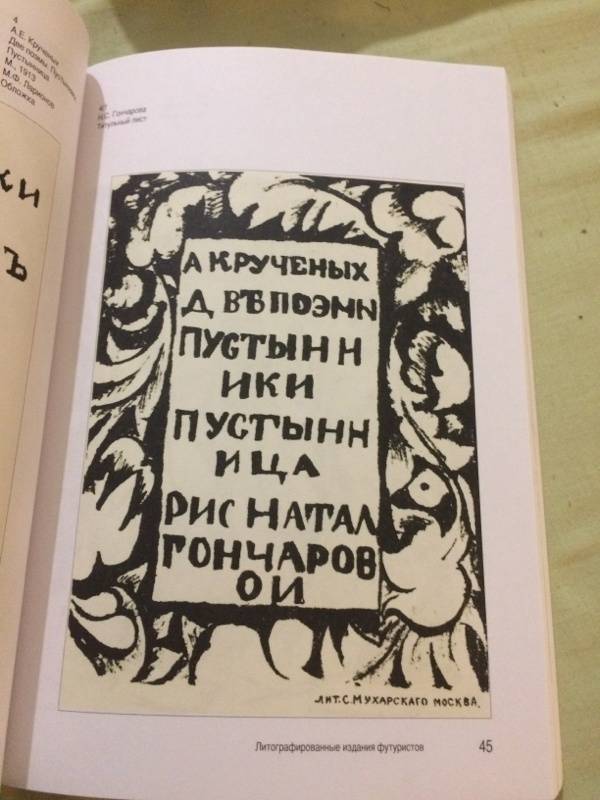 4
А.Е. Крученых
Две поэмы. Пустынники.
Пустынница
М., 1913
М.Ф. Ларионов
Обложка
КИ
Ъ
Н.С. Гончарова
Титульный лист
А КРУЧЕНЫХ
ДВѢ ПОЭМЫ
ПУСТЫНН
ИКИ
ПУСТЫНН
ИЦА
РИС НАТАЛ
ГОНЧАРОВ
ОИ
ЛИТ. С. МУХАРСКАГО МОСКВА.
Литографированные издания футуристов
45